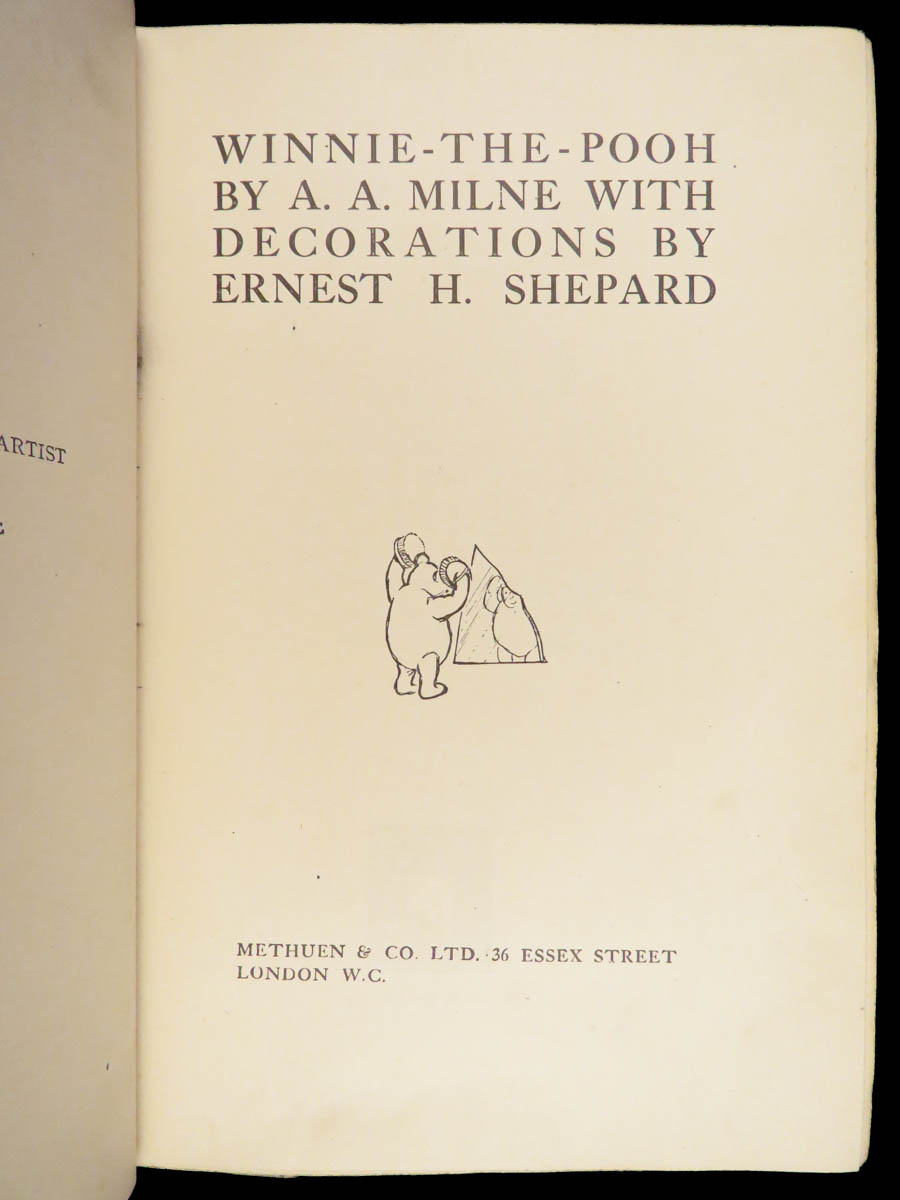 ARTIST
WINNIE-THE-POOH
BY A. A. MILNE WITH
DECORATIONS BY
ERNEST H. SHEPARD
METHUEN & CO. LTD. 36 ESSEX STREET
LONDON W.C.